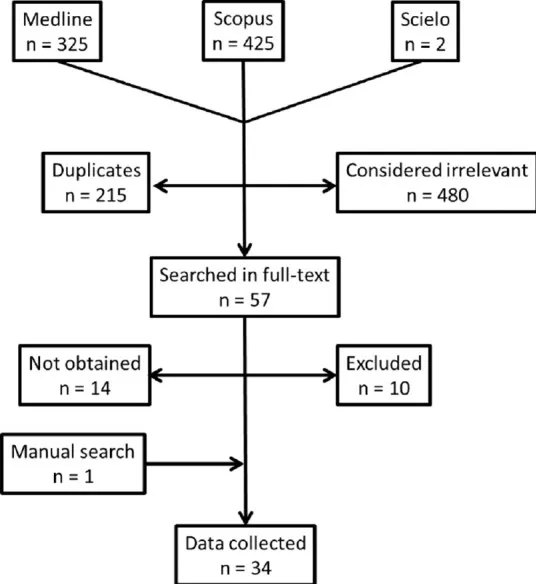 Medline
n = 325
Scopus
n = 425
Scielo
n = 2
Duplicates
n = 215
Considered irrelevant
n = 480
Searched in full-text
n = 57
Not obtained
n = 14
Excluded
n = 10
Manual search
n = 1
Data collected
n = 34